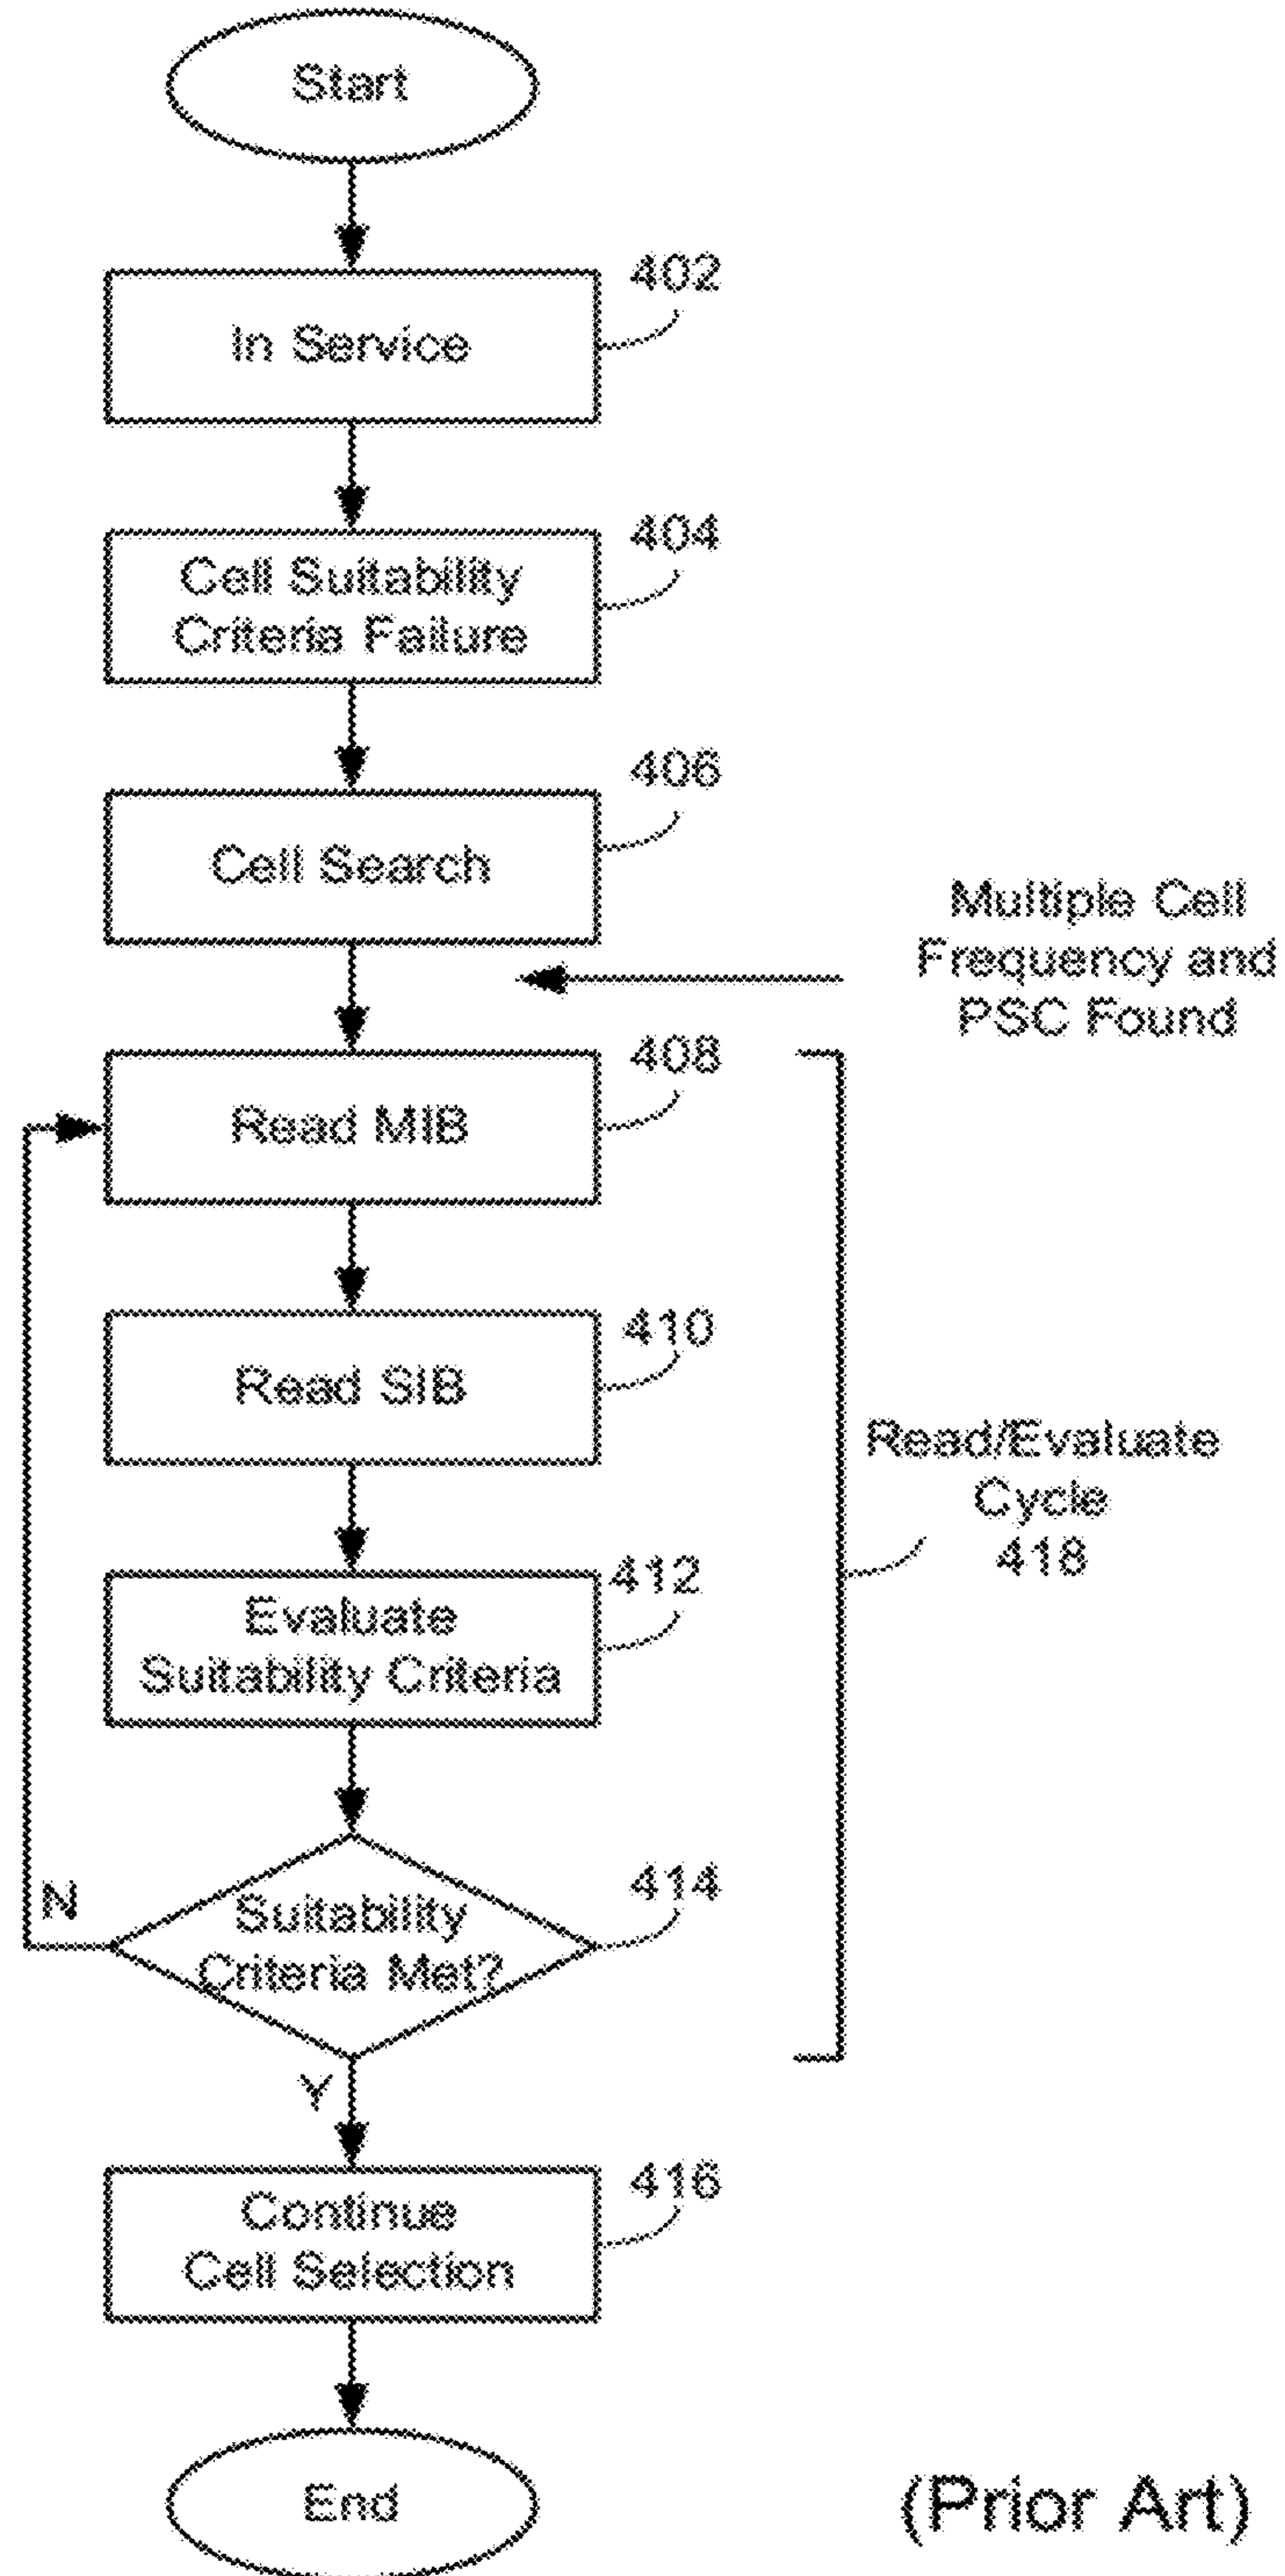 Start
402
In Service
404
Cell Suitability
Criteria Failure
406
Cell Search
Multiple Cell
Frequency and
PSC Found
408
Read MIB
410
Read SIB
Read/Evaluate
Cycle
418
412
Evaluate
Suitability Criteria
414
N
Suitability
Criteria Met?
Y
416
Continue
Cell Selection
End
(Prior Art)